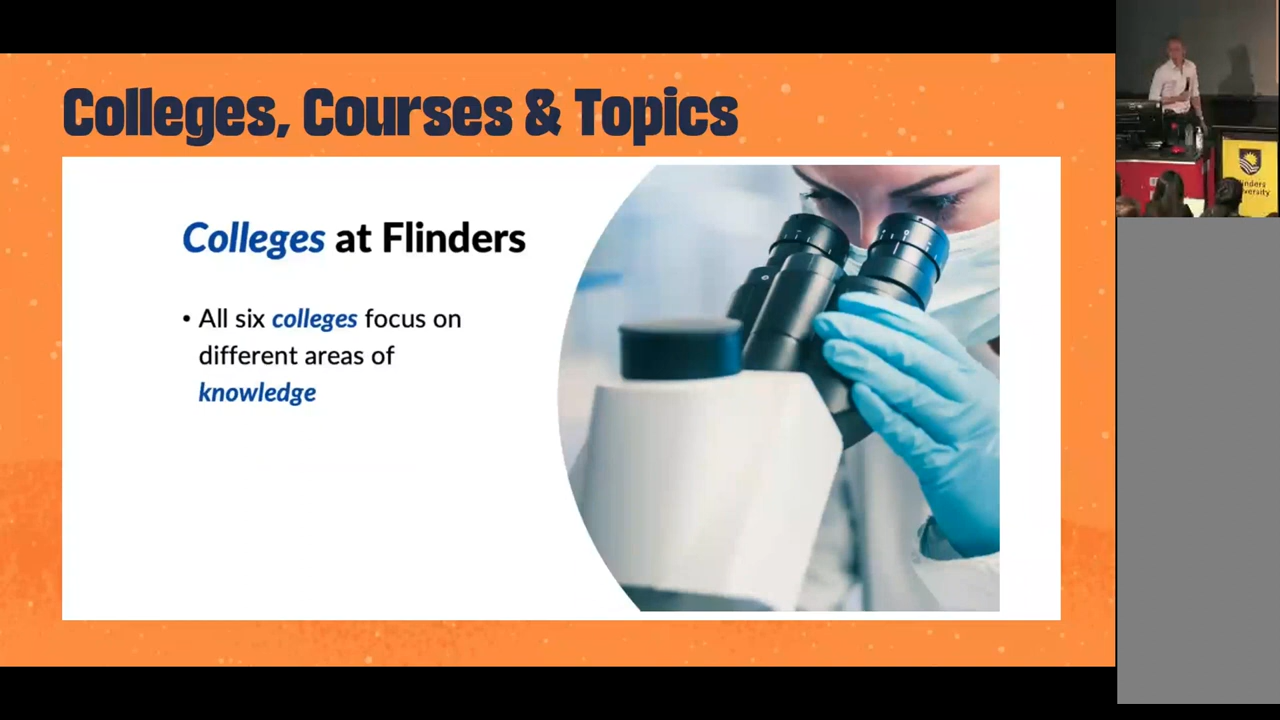 Colleges, Courses & Topics
Colleges at Flinders
• All six colleges focus on
different areas of
knowledge